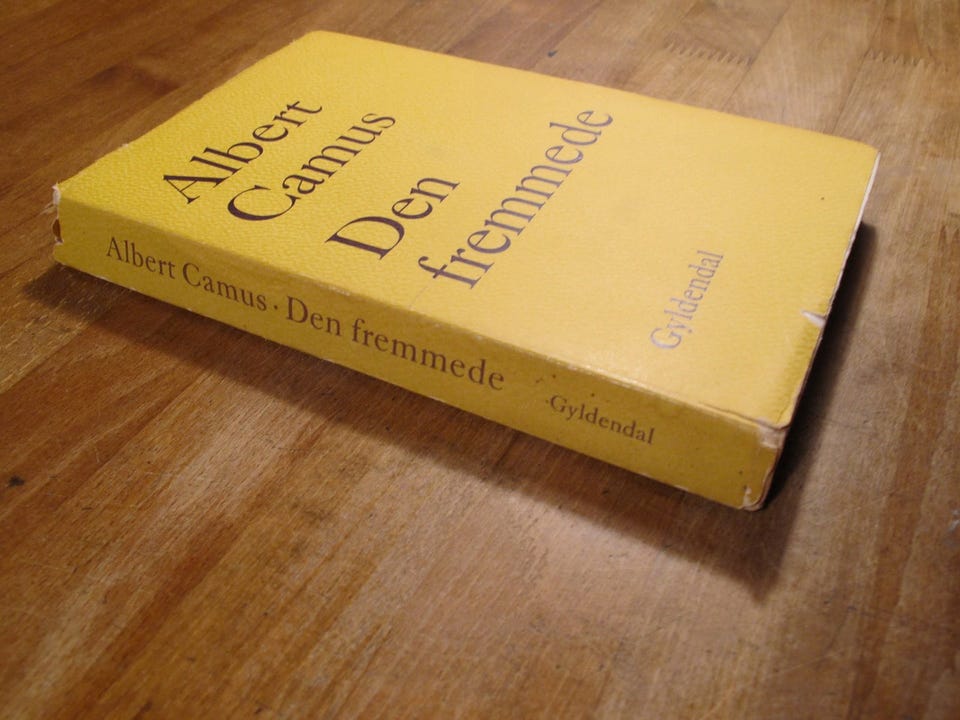 Albert
Camus
Den
fremmede
Gyldendal
Albert Camus · Den fremmede Gyldendal